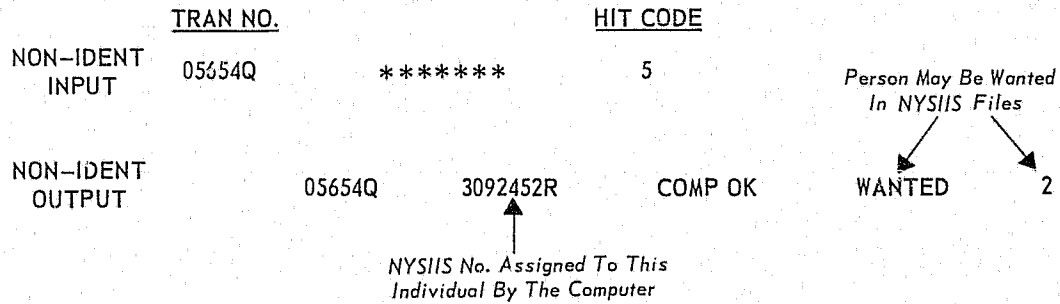 TRAN NO. HIT CODE
NON-IDENT
INPUT
05654Q ******* 5
Person May Be Wanted
In NYSIIS Files
NON-IDENT
OUTPUT
05654Q 3092452R COMP OK WANTED 2
NYSIIS No. Assigned To This
Individual By The Computer